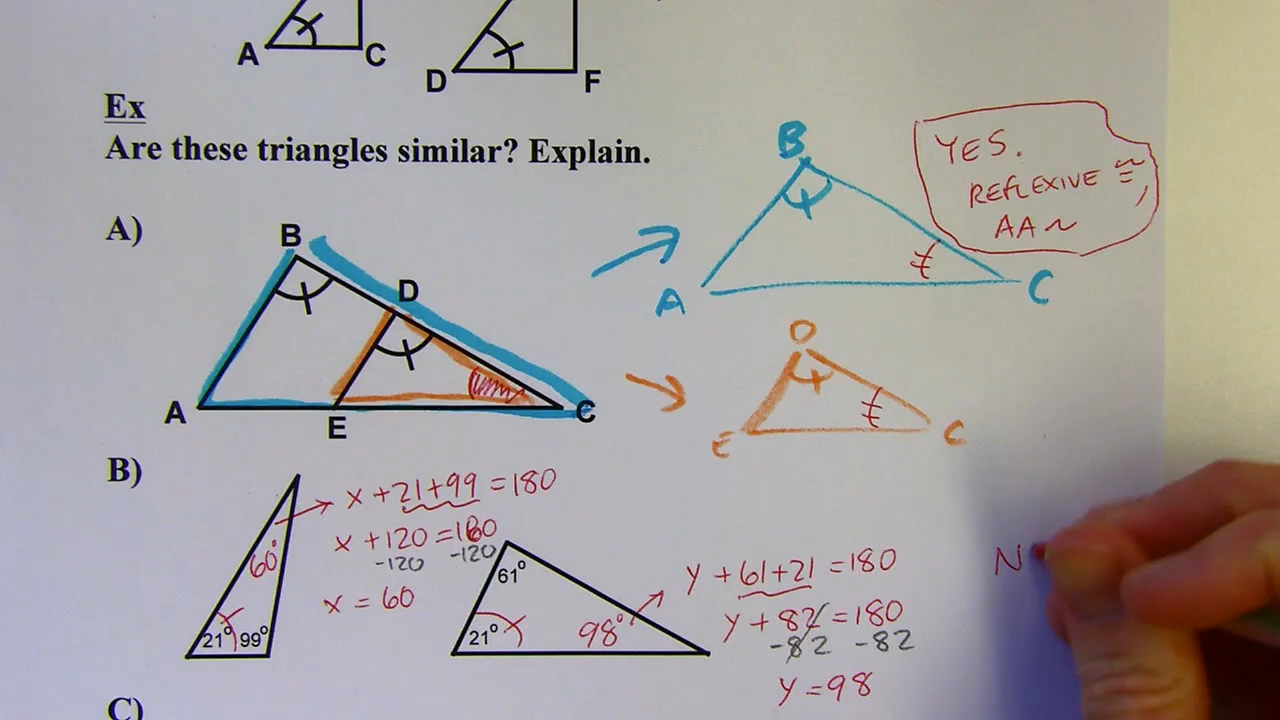 A C
D F
Ex
Are these triangles similar? Explain.
A)
B
D
A
E
C
B
A
C
D
E
C
YES.
REFLEXIVE ≅,
AA~
B)
60°
21° 99°
x + 21 + 99 = 180
x + 120 = 180
-120 -120
x = 60
61°
21°
98°
y + 61 + 21 = 180
y + 82 = 180
-82 -82
y = 98
N
C)